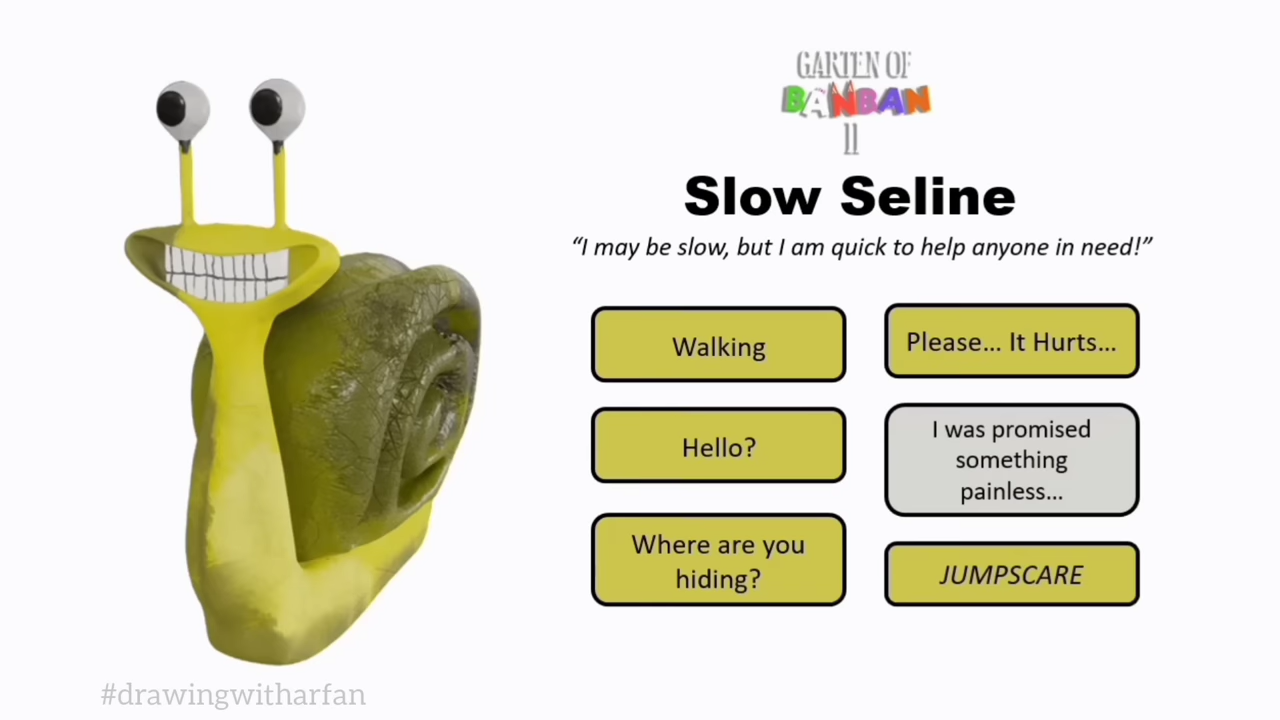 GARTEN OF
BANBAN
II
Slow Seline
“I may be slow, but I am quick to help anyone in need!”
Walking
Please... It Hurts...
Hello?
I was promised
something
painless...
Where are you
hiding?
JUMPSCARE
#drawingwitharfan